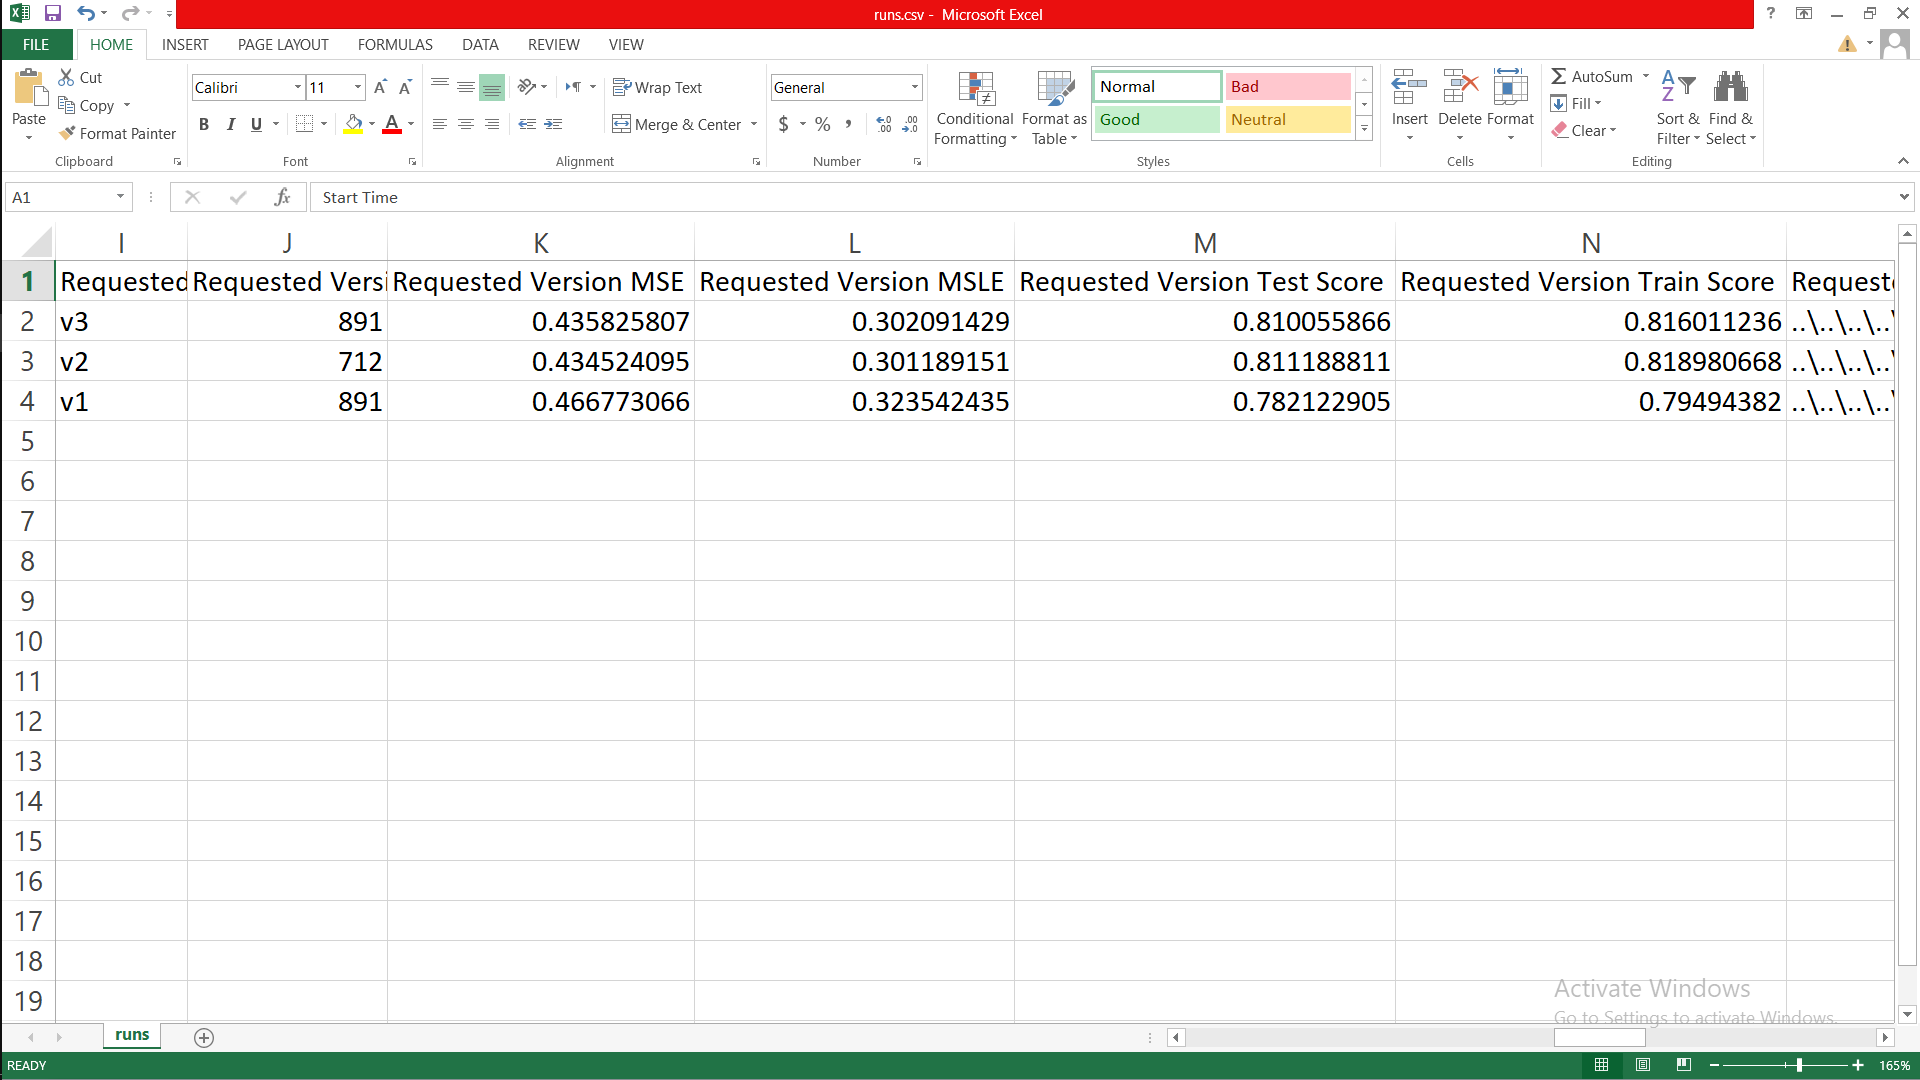 runs.csv - Microsoft Excel
?
FILE HOME INSERT PAGE LAYOUT FORMULAS DATA REVIEW VIEW
Paste
Cut
Copy
Format Painter
Clipboard
Calibri 11
B I U
Font
Wrap Text
Merge & Center
Alignment
General
$ % ,
Number
Conditional Formatting
Format as Table
Normal Bad
Good Neutral
Styles
Insert Delete Format
Cells
AutoSum
Fill
Clear
Sort & Filter
Find & Select
Editing
A1 fx Start Time
I J K L M N
1 Requested Requested Versi Requested Version MSE Requested Version MSLE Requested Version Test Score Requested Version Train Score Request
2 v3 891 0.435825807 0.302091429 0.810055866 0.816011236 ..\..\..\..\
3 v2 712 0.434524095 0.301189151 0.811188811 0.818980668 ..\..\..\..\
4 v1 891 0.466773066 0.323542435 0.782122905 0.79494382 ..\..\..\..\
5
6
7
8
9
10
11
12
13
14
15
16
17
18
19
Activate Windows
Go to Settings to activate Windows.
runs
READY
165%